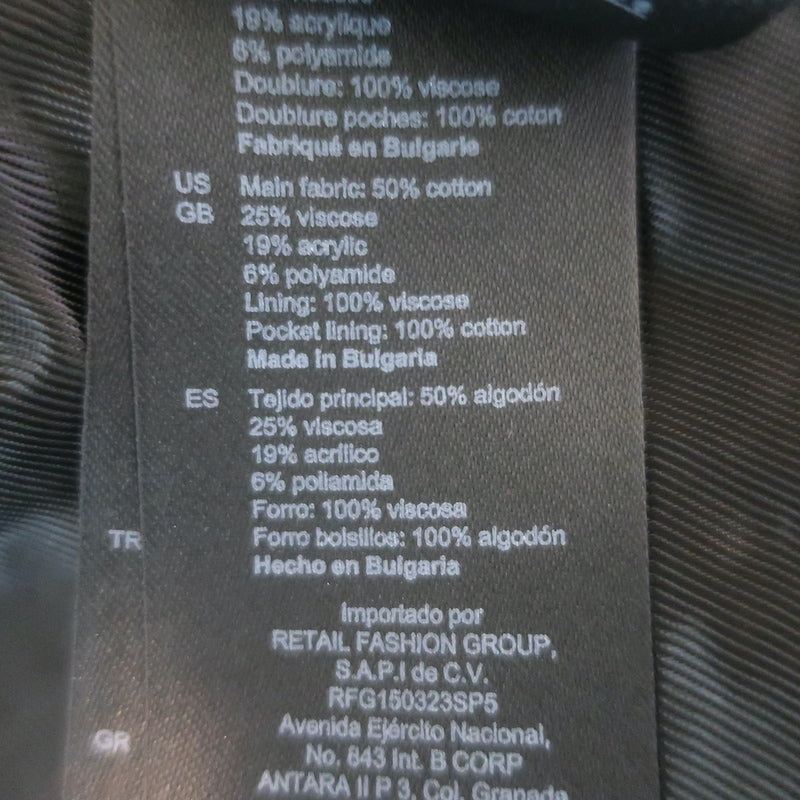 19% acrylique
6% polyamide
Doublure: 100% viscose
Doublure poches: 100% coton
Fabriqué en Bulgarie
US Main fabric: 50% cotton
GB 25% viscose
19% acrylic
6% polyamide
Lining: 100% viscose
Pocket lining: 100% cotton
Made in Bulgaria
ES Tejido principal: 50% algodón
25% viscosa
19% acrílico
6% poliamida
Forro: 100% viscosa
TR Forro bolsillos: 100% algodón
Hecho en Bulgaria
Importado por
RETAIL FASHION GROUP,
S.A.P.I de C.V.
RFG150323SP5
Avenida Ejército Nacional,
GR No. 843 Int. B CORP
ANTARA II P 3, Col. Granada